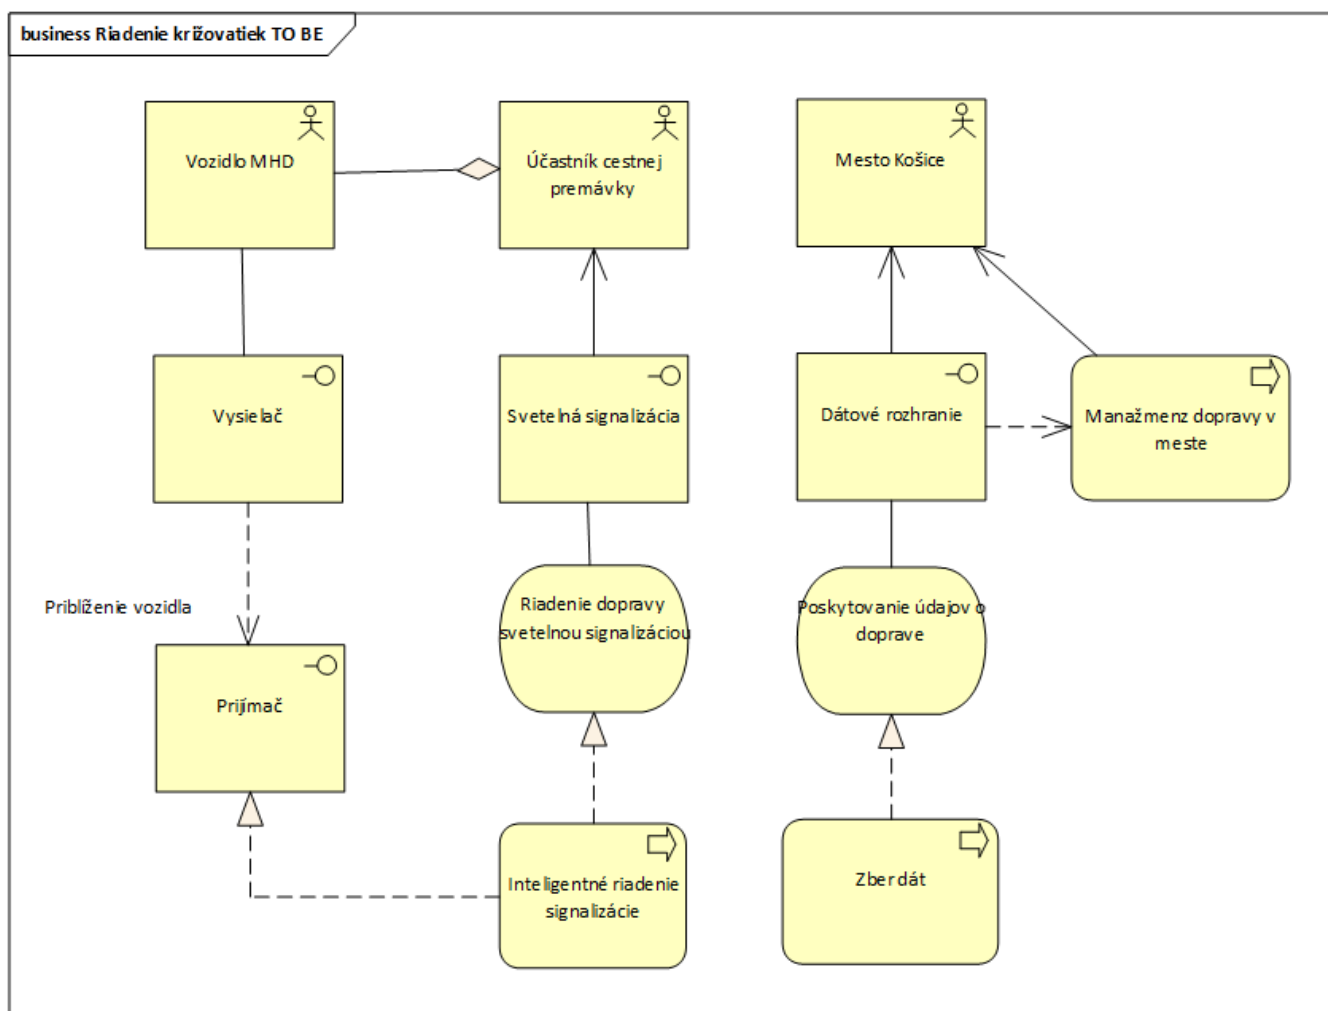 business Riadenie križovatiek TO BE
Vozidlo MHD
Účastník cestnej
premávky
Mesto Košice
Vysielač
Svetelná signalizácia
Dátové rozhranie
Manažmenz dopravy v
meste
Priblíženie vozidla
Riadenie dopravy
svetelnou signalizáciou
Poskytovanie údajov o
doprave
Prijímač
Inteligentné riadenie
signalizácie
Zber dát